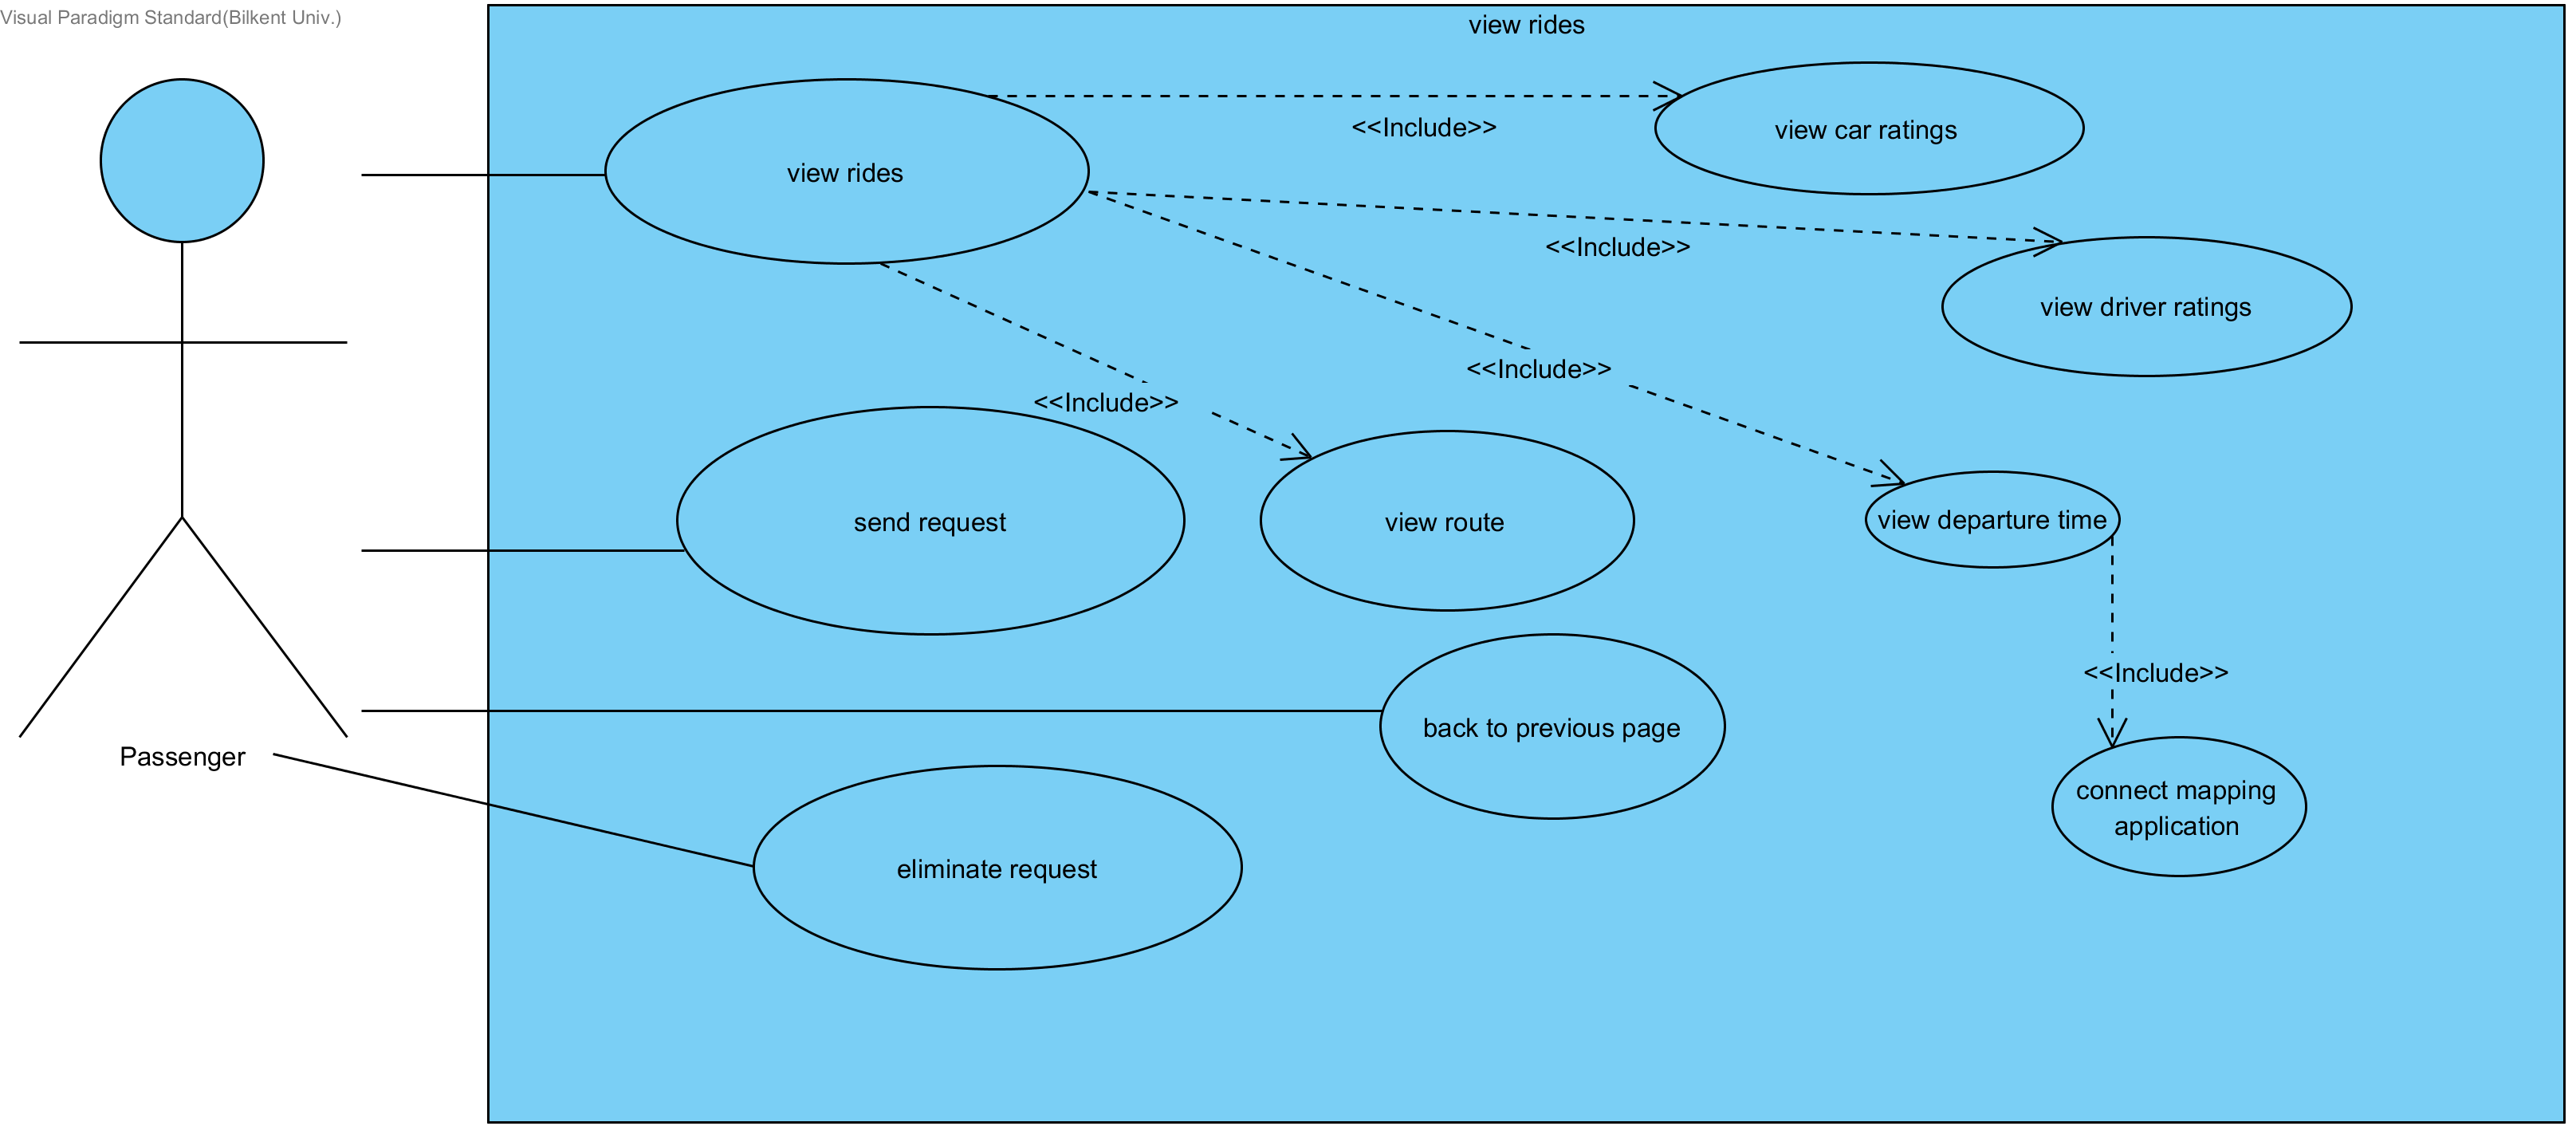 Visual Paradigm Standard(Bilkent Univ.)
view rides
view rides
<<Include>>
view car ratings
<<Include>>
view driver ratings
<<Include>>
<<Include>>
send request
view route
view departure time
<<Include>>
back to previous page
Passenger
connect mapping
application
eliminate request